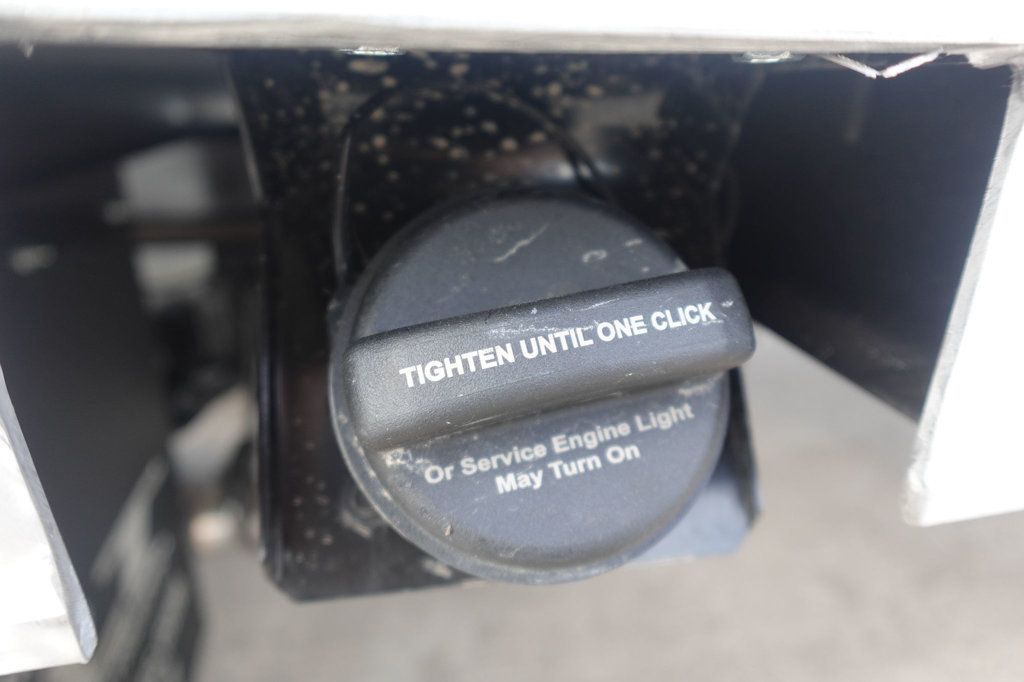 TIGHTEN UNTIL ONE CLICK
Or Service Engine Light
May Turn On